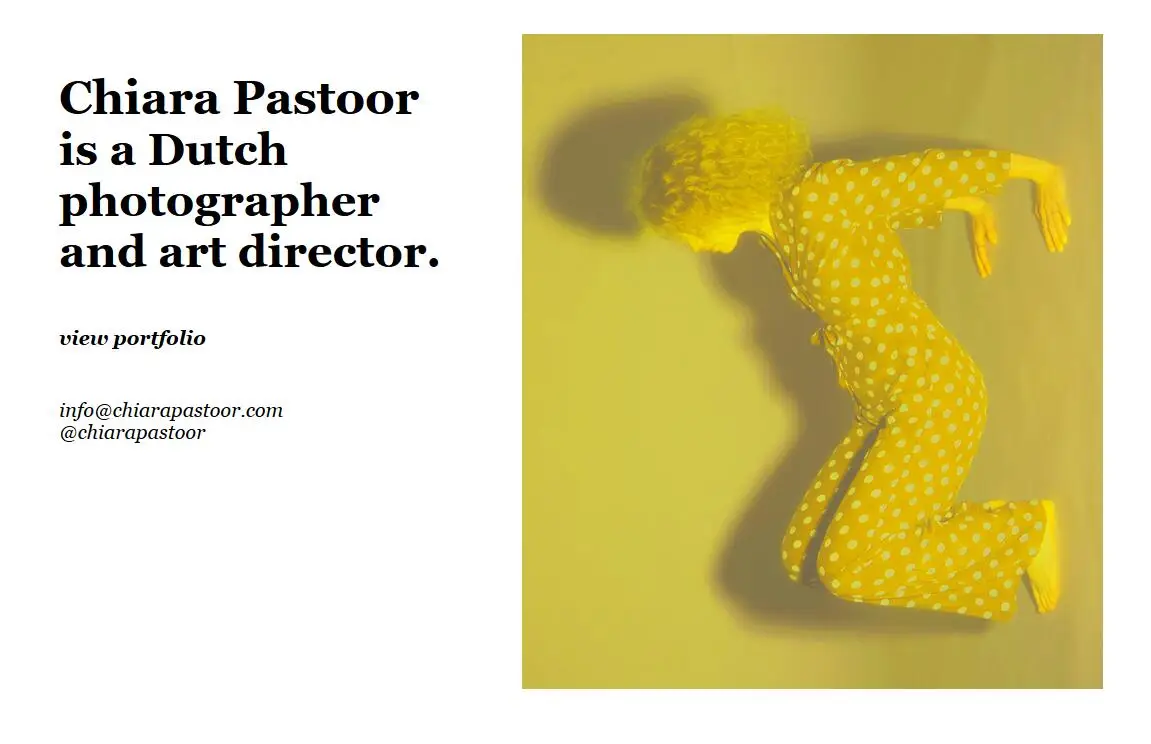 Chiara Pastoor
is a Dutch
photographer
and art director.
view portfolio
info@chiarapastoor.com
@chiarapastoor